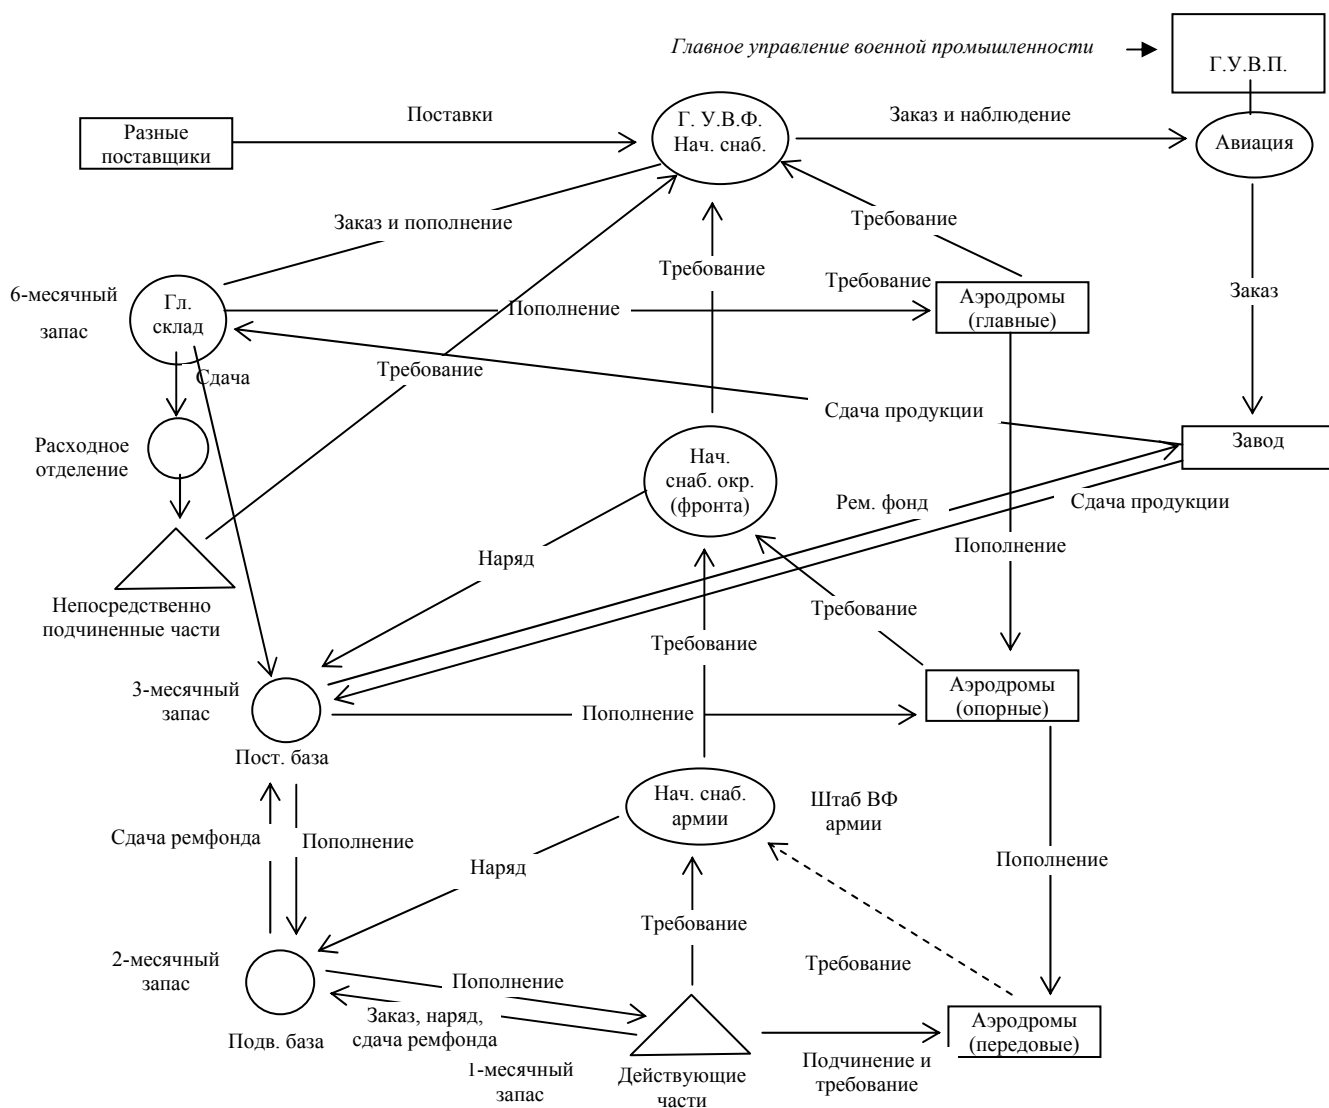 Главное управление военной промышленности
Г.У.В.П.
Поставки
Г. У.В.Ф.
Нач. снаб.
Заказ и наблюдение
Разные
поставщики
Авиация
Заказ и пополнение
Требование
Требование
Требование
6-месячный
запас
Гл.
склад
Пополнение
Аэродромы
(главные)
Заказ
Сдача
Требование
Сдача продукции
Расходное
отделение
Завод
Нач.
снаб. окр.
(фронта)
Рем. фонд
Сдача продукции
Наряд
Пополнение
Непосредственно
подчиненные части
Требование
Требование
3-месячный
запас
Аэродромы
(опорные)
Пополнение
Пост. база
Нач. снаб.
армии
Штаб ВФ
армии
Сдача ремфонда
Пополнение
Наряд
Пополнение
Требование
2-месячный
запас
Пополнение
Требование
Заказ, наряд,
сдача ремфонда
Аэродромы
(передовые)
Подв. база
1-месячный
запас
Действующие
части
Подчинение и
требование